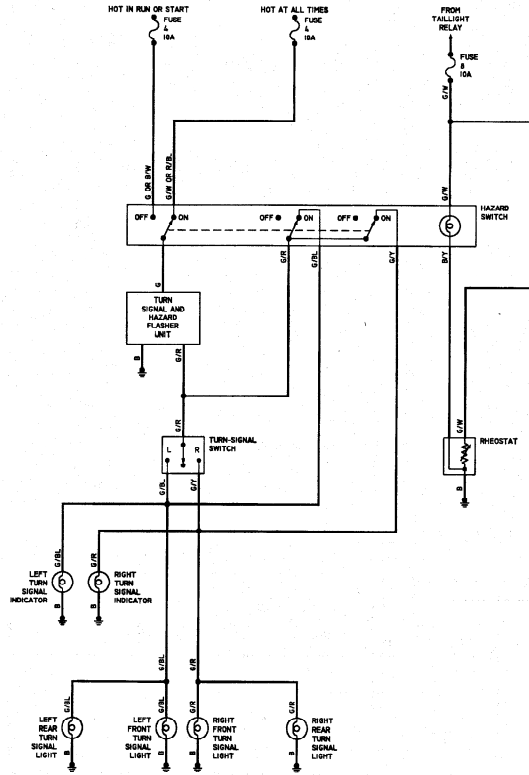 HOT IN RUN OR START
FUSE
4
10A
HOT AT ALL TIMES
FUSE
4
10A
FROM
TAILLIGHT
RELAY
FUSE
8
10A
G/W
G OR B/W
G/W OR R/BL
G/W
OFF
ON
OFF
ON
OFF
ON
HAZARD
SWITCH
G
G/R
G/BL
G/Y
B/Y
TURN
SIGNAL AND
HAZARD
FLASHER
UNIT
B
G/R
G/R
TURN-SIGNAL
SWITCH
L
R
G/BL
G/Y
G/W
RHEOSTAT
B
G/BL
G/R
LEFT
TURN
SIGNAL
INDICATOR
RIGHT
TURN
SIGNAL
INDICATOR
B
B
G/BL
G/R
G/BL
G/BL
G/R
G/R
LEFT
REAR
TURN
SIGNAL
LIGHT
LEFT
FRONT
TURN
SIGNAL
LIGHT
RIGHT
FRONT
TURN
SIGNAL
LIGHT
RIGHT
REAR
TURN
SIGNAL
LIGHT
B
B
B
B